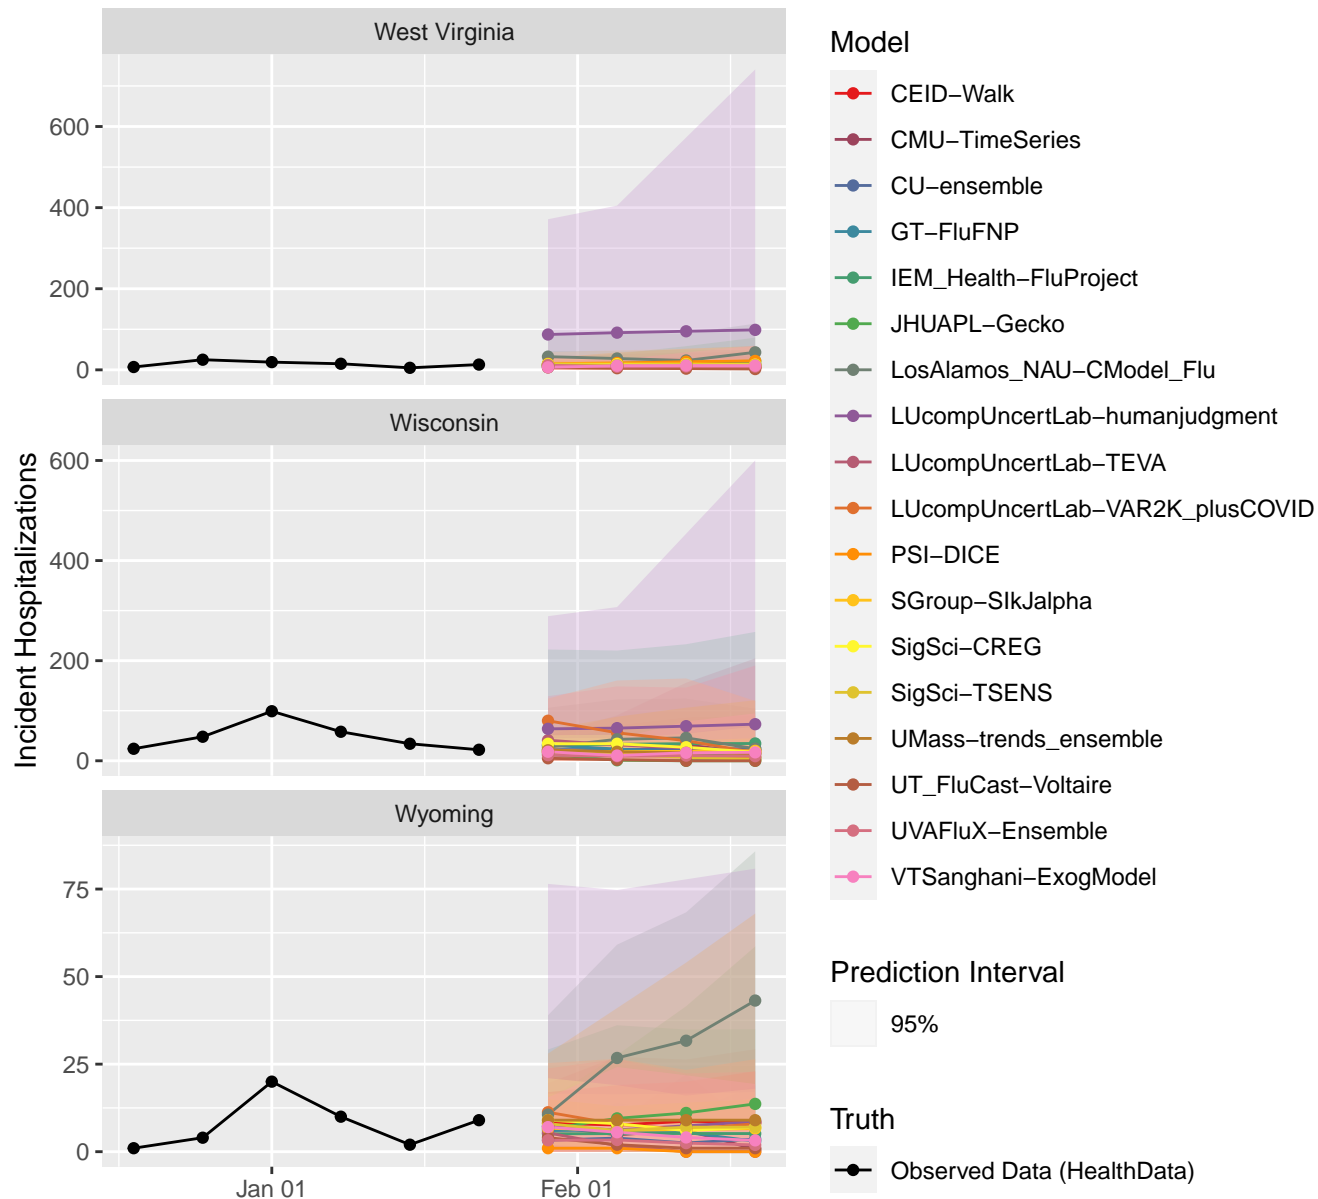 West Virginia
600
400
200
0
Wisconsin
600
400
200
0
Wyoming
75
50
25
0
Jan 01
Feb 01
Incident Hospitalizations
Model
CEID−Walk
CMU−TimeSeries
CU−ensemble
GT−FluFNP
IEM_Health−FluProject
JHUAPL−Gecko
LosAlamos_NAU−CModel_Flu
LUcompUncertLab−humanjudgment
LUcompUncertLab−TEVA
LUcompUncertLab−VAR2K_plusCOVID
PSI−DICE
SGroup−SIkJalpha
SigSci−CREG
SigSci−TSENS
UMass−trends_ensemble
UT_FluCast−Voltaire
UVAFluX−Ensemble
VTSanghani−ExogModel
Prediction Interval
95%
Truth
Observed Data (HealthData)